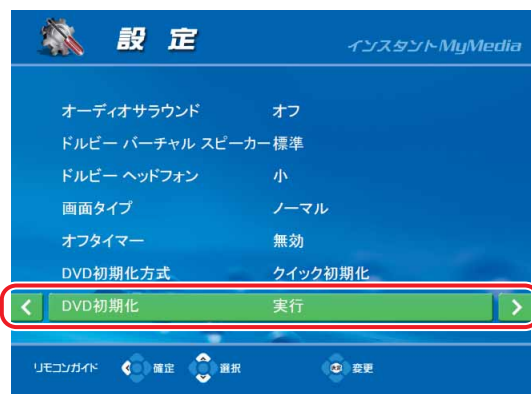 設定
インスタントMyMedia
オーディオサラウンド オフ
ドルビー バーチャル スピーカー 標準
ドルビー ヘッドフォン 小
画面タイプ ノーマル
オフタイマー 無効
DVD初期化方式 クイック初期化
DVD初期化 実行
リモコンガイド 確定 選択 変更